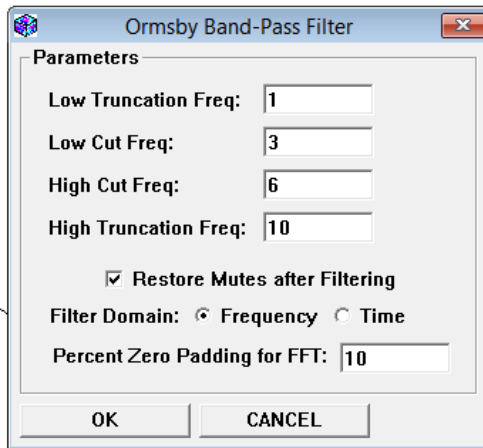 Ormsby Band-Pass Filter
Parameters
Low Truncation Freq: 1
Low Cut Freq: 3
High Cut Freq: 6
High Truncation Freq: 10
Restore Mutes after Filtering
Filter Domain: Frequency Time
Percent Zero Padding for FFT: 10
OK CANCEL